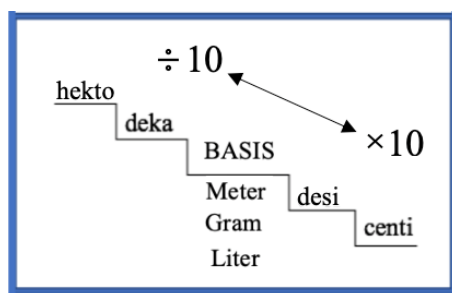 ÷10
hekto
×10
deka
BASIS
Meter
desi
Gram
centi
Liter